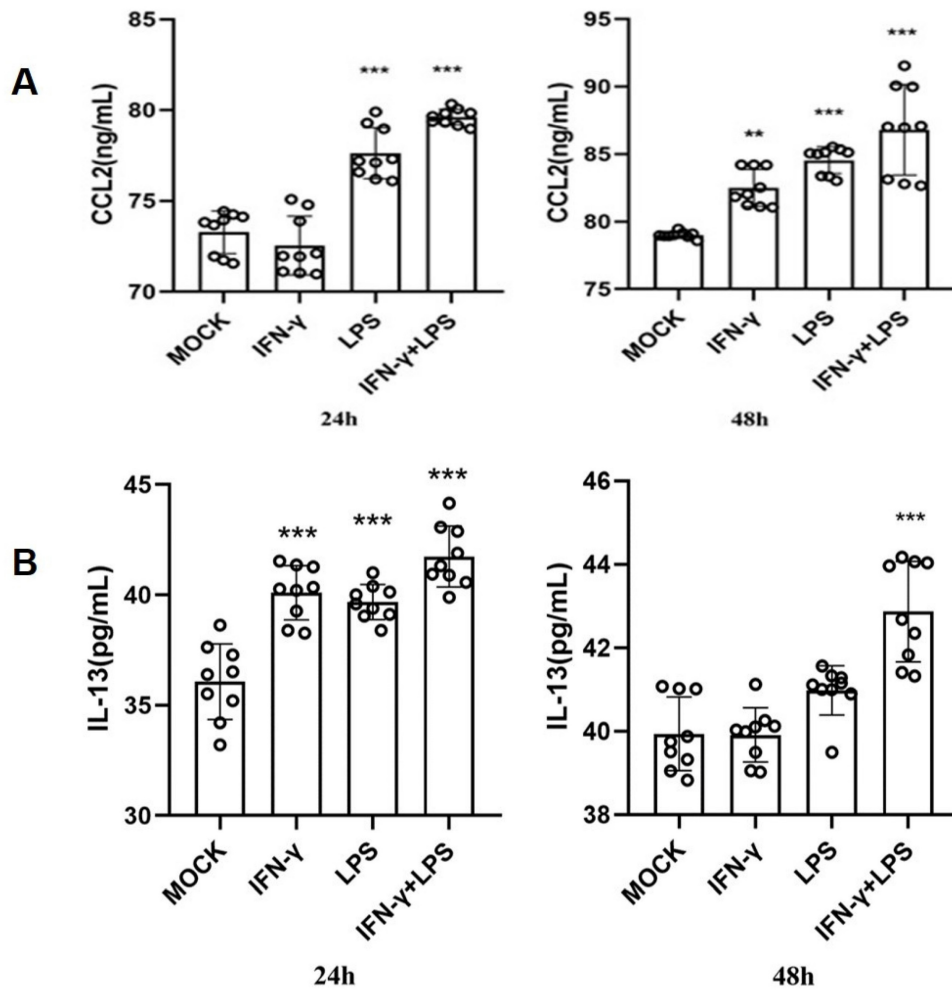 A
CCL2(ng/mL)
85
80
75
70
***
***
MOCK
IFN-γ
LPS
IFN-γ+LPS
24h
CCL2(ng/mL)
95
90
85
80
75
**
***
***
MOCK
IFN-γ
LPS
IFN-γ+LPS
48h
B
IL-13(pg/mL)
45
40
35
30
***
***
***
MOCK
IFN-γ
LPS
IFN-γ+LPS
24h
IL-13(pg/mL)
46
44
42
40
38
***
MOCK
IFN-γ
LPS
IFN-γ+LPS
48h